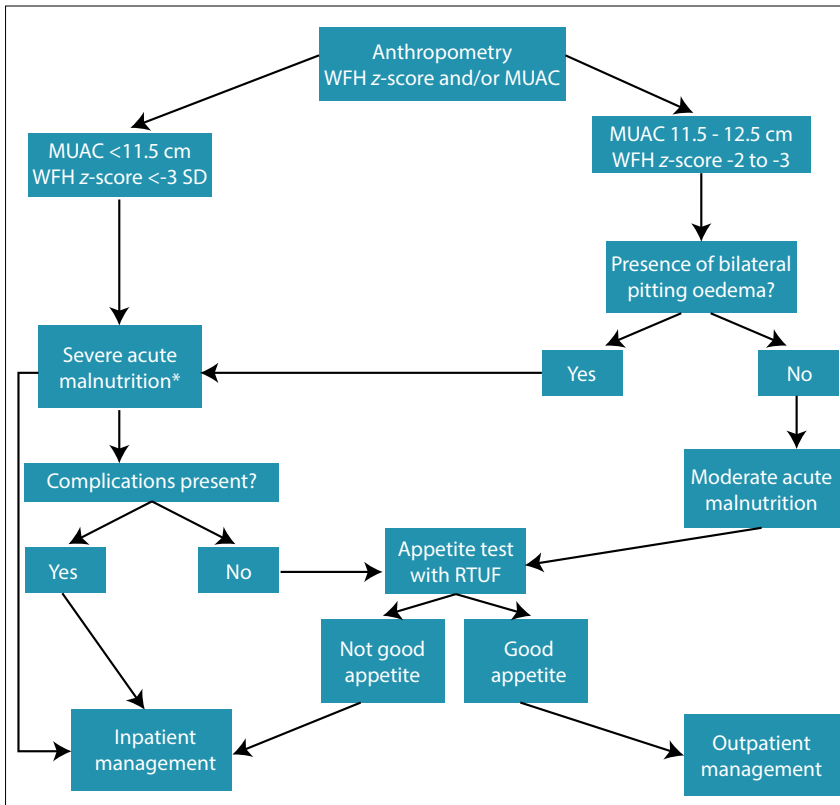 Anthropometry
WFH z-score and/or MUAC
MUAC <11.5 cm
WFH z-score <-3 SD
MUAC 11.5 - 12.5 cm
WFH z-score -2 to -3
Presence of bilateral
pitting oedema?
Severe acute
malnutrition*
Yes
No
Complications present?
Moderate acute
malnutrition
Yes
No
Appetite test
with RTUF
Not good
appetite
Good
appetite
Inpatient
management
Outpatient
management